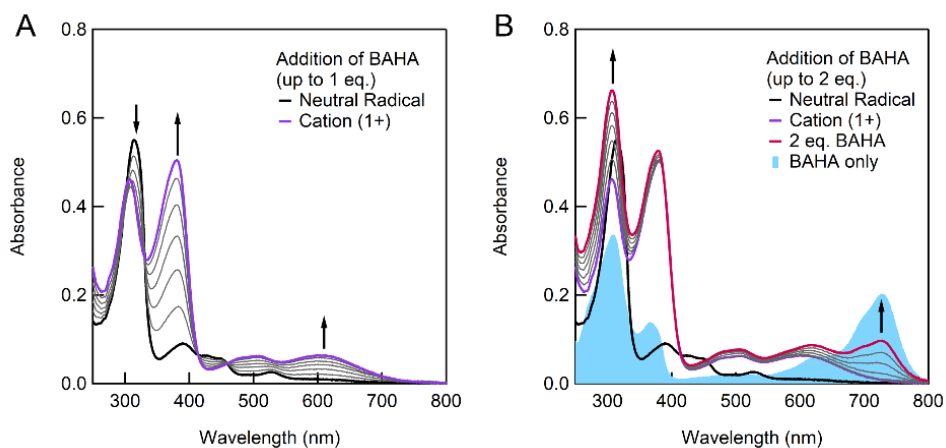 A
Addition of BAHA
(up to 1 eq.)
Neutral Radical
Cation (1+)
0.8
0.6
0.4
0.2
0.0
Absorbance
300 400 500 600 700 800
Wavelength (nm)
B
Addition of BAHA
(up to 2 eq.)
Neutral Radical
Cation (1+)
2 eq. BAHA
BAHA only
0.8
0.6
0.4
0.2
0.0
Absorbance
300 400 500 600 700 800
Wavelength (nm)